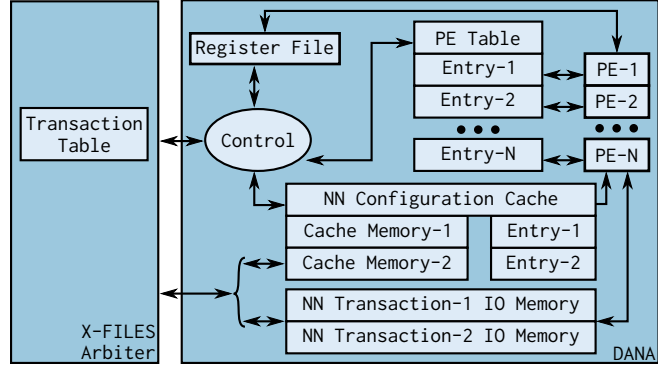 Register File
PE Table
Entry-1
PE-1
Entry-2
PE-2
Transaction
Table
Control
Entry-N
PE-N
NN Configuration Cache
Cache Memory-1
Entry-1
Cache Memory-2
Entry-2
NN Transaction-1 IO Memory
NN Transaction-2 IO Memory
X-FILES
Arbiter
DANA